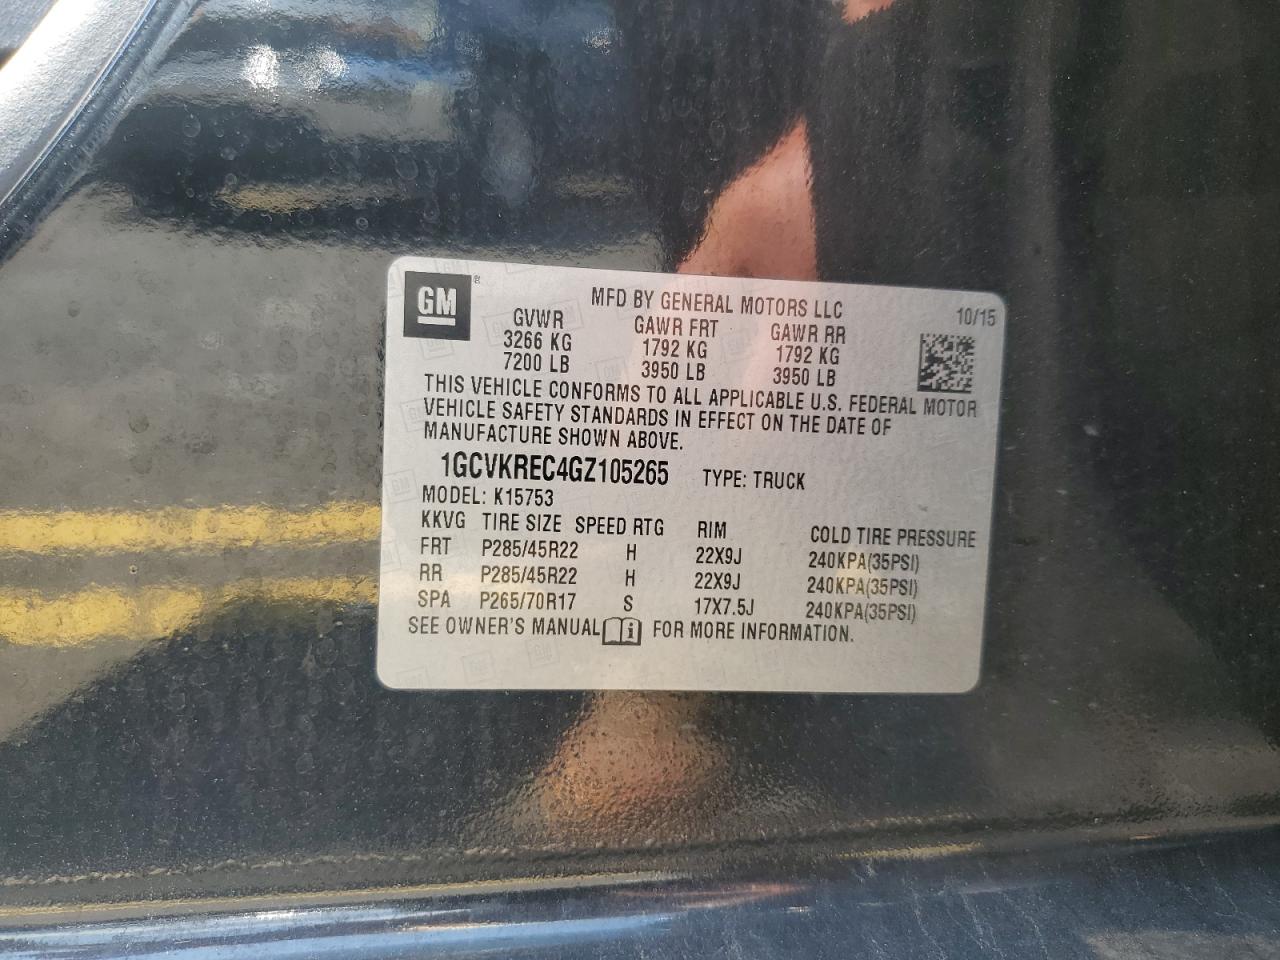 GM
MFD BY GENERAL MOTORS LLC 10/15
GVWR GAWR FRT GAWR RR
3266 KG 1792 KG 1792 KG
7200 LB 3950 LB 3950 LB
THIS VEHICLE CONFORMS TO ALL APPLICABLE U.S. FEDERAL MOTOR
VEHICLE SAFETY STANDARDS IN EFFECT ON THE DATE OF
MANUFACTURE SHOWN ABOVE.
1GCVKREC4GZ105265 TYPE: TRUCK
MODEL: K15753
KKVG TIRE SIZE SPEED RTG RIM COLD TIRE PRESSURE
FRT P285/45R22 H 22X9J 240KPA(35PSI)
RR P285/45R22 H 22X9J 240KPA(35PSI)
SPA P265/70R17 S 17X7.5J 240KPA(35PSI)
SEE OWNER'S MANUAL FOR MORE INFORMATION.